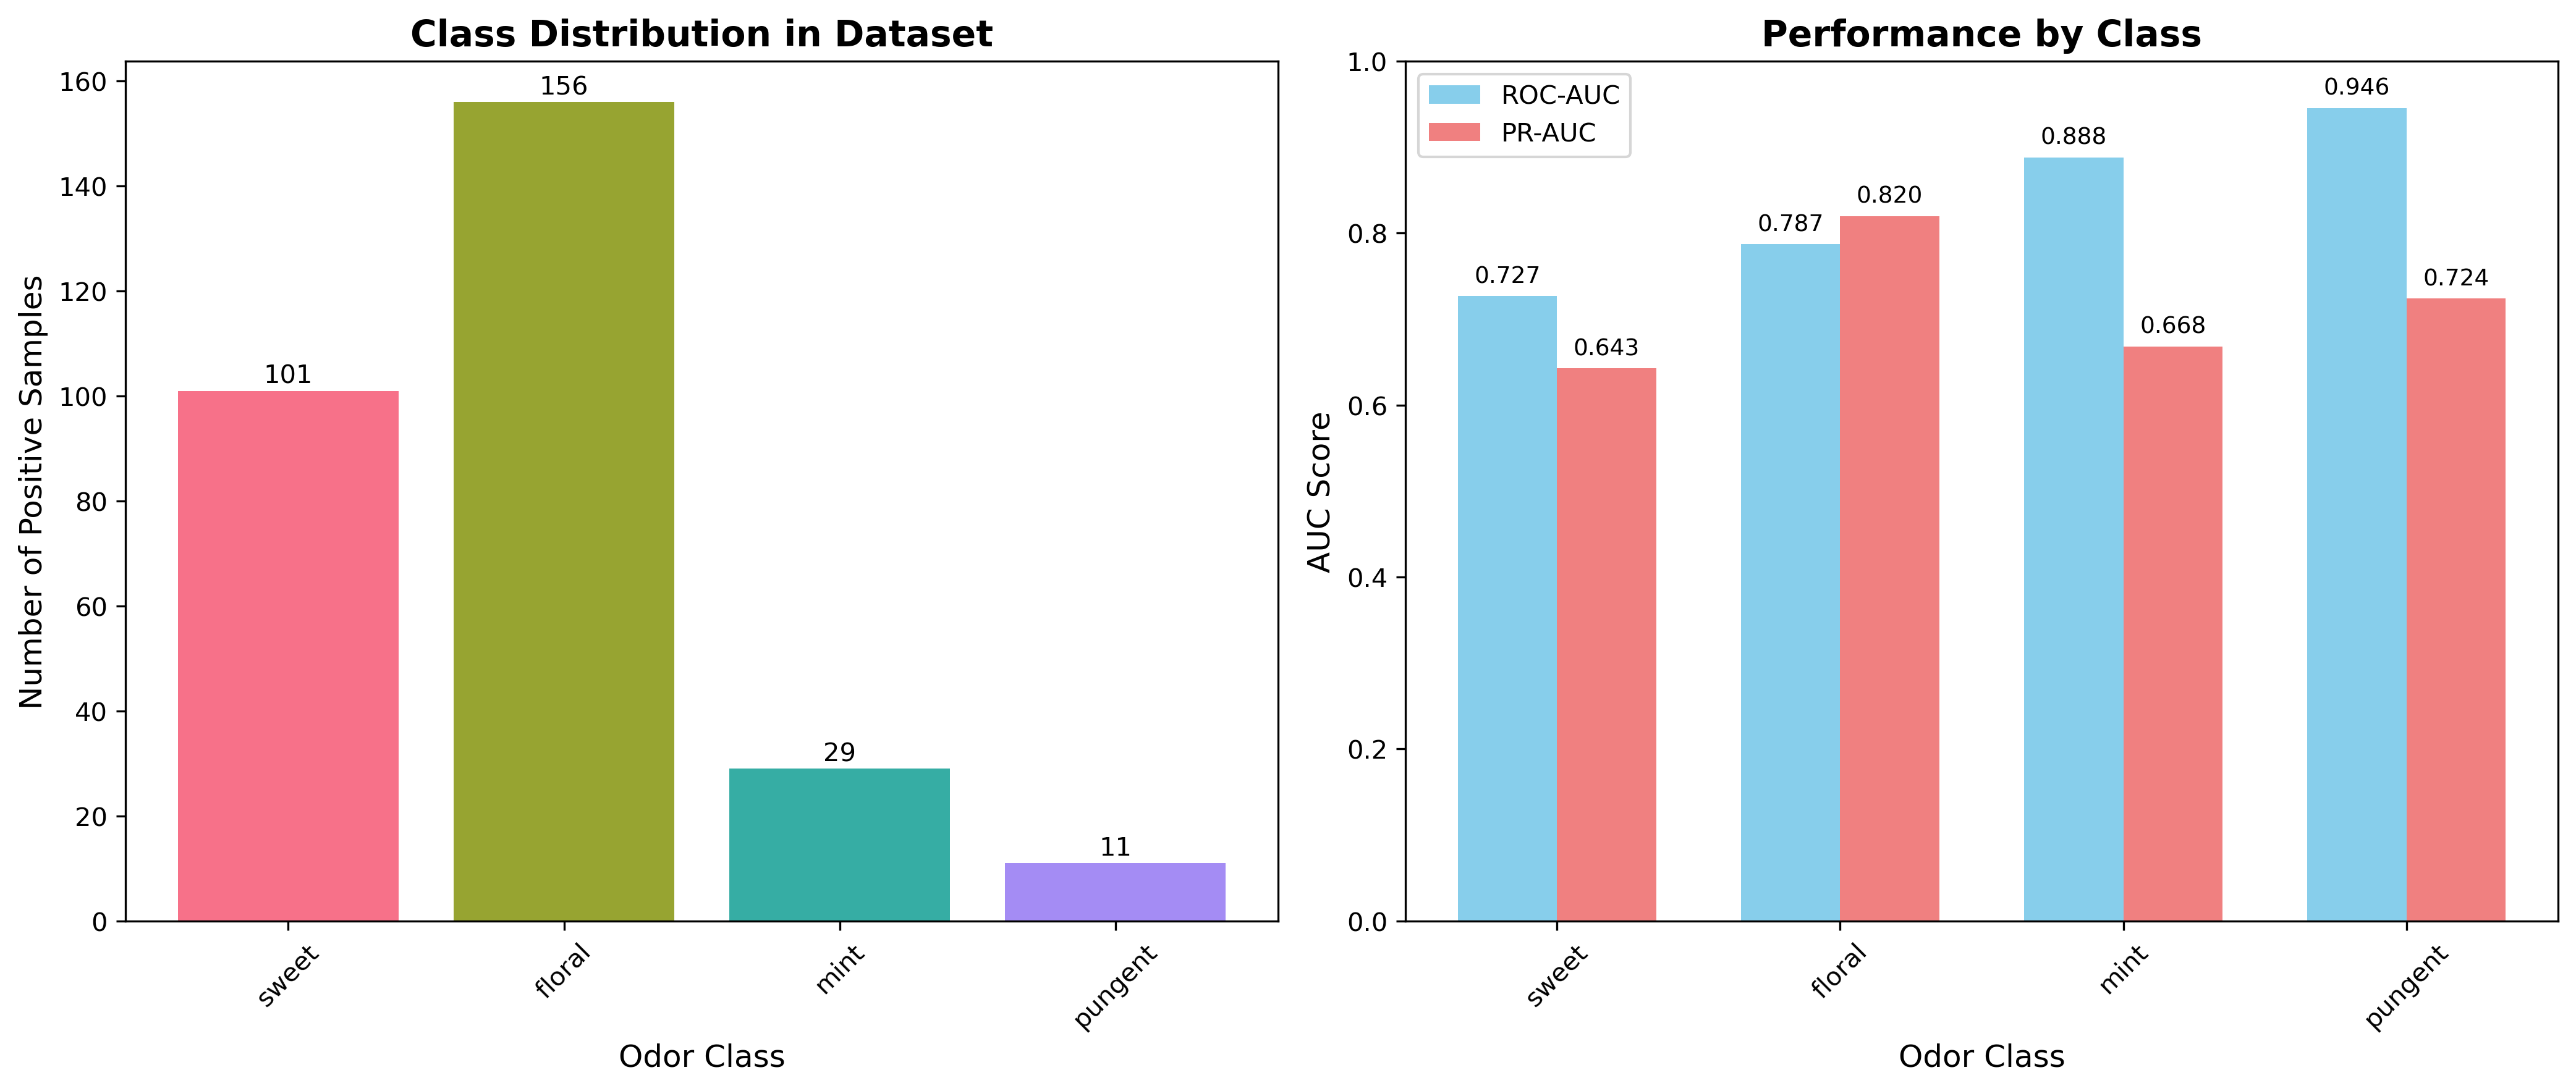 Class Distribution in Dataset
Number of Positive Samples
160
140
120
100
80
60
40
20
0
101
156
29
11
sweet
floral
mint
pungent
Odor Class
Performance by Class
AUC Score
1.0
0.8
0.6
0.4
0.2
0.0
ROC-AUC
PR-AUC
0.727
0.643
0.787
0.820
0.888
0.668
0.946
0.724
sweet
floral
mint
pungent
Odor Class